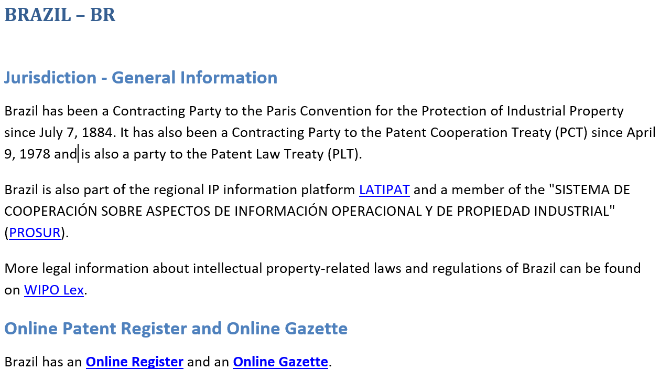 BRAZIL – BR
Jurisdiction - General Information
Brazil has been a Contracting Party to the Paris Convention for the Protection of Industrial Property
since July 7, 1884. It has also been a Contracting Party to the Patent Cooperation Treaty (PCT) since April
9, 1978 and is also a party to the Patent Law Treaty (PLT).
Brazil is also part of the regional IP information platform LATIPAT and a member of the "SISTEMA DE
COOPERACIÓN SOBRE ASPECTOS DE INFORMACIÓN OPERACIONAL Y DE PROPIEDAD INDUSTRIAL"
(PROSUR).
More legal information about intellectual property-related laws and regulations of Brazil can be found
on WIPO Lex.
Online Patent Register and Online Gazette
Brazil has an Online Register and an Online Gazette.